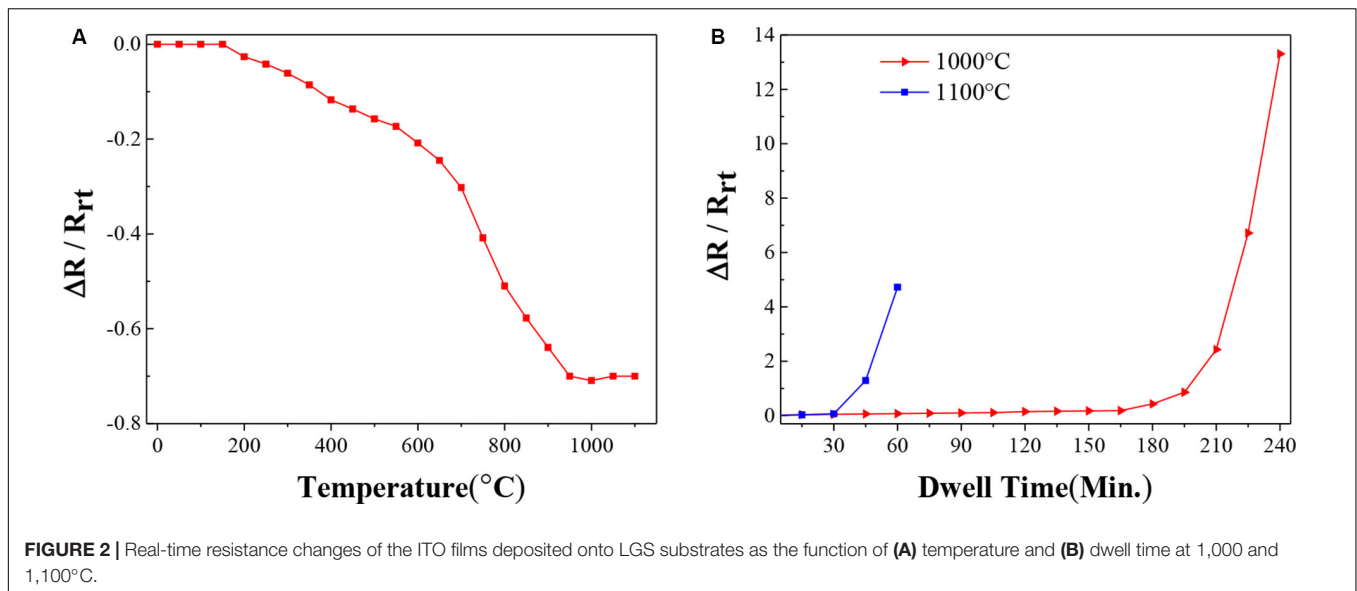 A
0.0
-0.2
-0.4
-0.6
-0.8
ΔR / Rrt
0 200 400 600 800 1000
Temperature(°C)
B
14
12
10
8
6
4
2
0
ΔR / Rrt
1000°C
1100°C
30 60 90 120 150 180 210 240
Dwell Time(Min.)
FIGURE 2 | Real-time resistance changes of the ITO films deposited onto LGS substrates as the function of (A) temperature and (B) dwell time at 1,000 and
1,100°C.